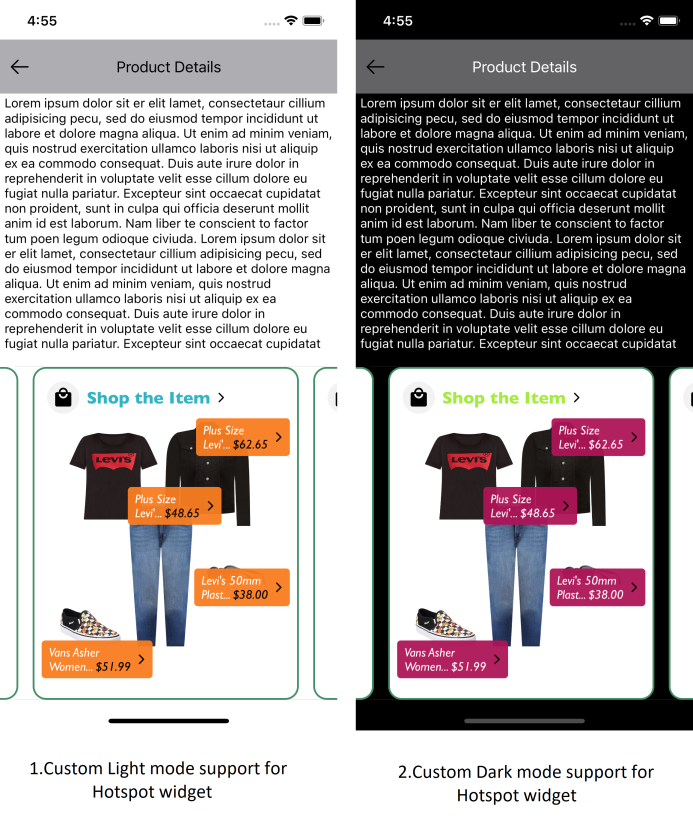 4:55
Product Details
Lorem ipsum dolor sit er elit lamet, consectetaur cillium
adipisicing pecu, sed do eiusmod tempor incididunt ut
labore et dolore magna aliqua. Ut enim ad minim veniam,
quis nostrud exercitation ullamco laboris nisi ut aliquip
ex ea commodo consequat. Duis aute irure dolor in
reprehenderit in voluptate velit esse cillum dolore eu
fugiat nulla pariatur. Excepteur sint occaecat cupidatat
non proident, sunt in culpa qui officia deserunt mollit
anim id est laborum. Nam liber te conscient to factor
tum poen legum odioque civiuda. Lorem ipsum dolor sit
er elit lamet, consectetaur cillium adipisicing pecu, sed
do eiusmod tempor incididunt ut labore et dolore magna
aliqua. Ut enim ad minim veniam, quis nostrud
exercitation ullamco laboris nisi ut aliquip ex ea
commodo consequat. Duis aute irure dolor in
reprehenderit in voluptate velit esse cillum dolore eu
fugiat nulla pariatur. Excepteur sint occaecat cupidatat
Shop the Item
Plus Size
Levi'... $62.65
Levi's
Plus Size
Levi'... $48.65
Levi's 50mm
Plast... $38.00
Vans Asher
Women... $51.99
1.Custom Light mode support for
Hotspot widget
4:55
Product Details
Lorem ipsum dolor sit er elit lamet, consectetaur cillium
adipisicing pecu, sed do eiusmod tempor incididunt ut
labore et dolore magna aliqua. Ut enim ad minim veniam,
quis nostrud exercitation ullamco laboris nisi ut aliquip
ex ea commodo consequat. Duis aute irure dolor in
reprehenderit in voluptate velit esse cillum dolore eu
fugiat nulla pariatur. Excepteur sint occaecat cupidatat
non proident, sunt in culpa qui officia deserunt mollit
anim id est laborum. Nam liber te conscient to factor
tum poen legum odioque civiuda. Lorem ipsum dolor sit
er elit lamet, consectetaur cillium adipisicing pecu, sed
do eiusmod tempor incididunt ut labore et dolore magna
aliqua. Ut enim ad minim veniam, quis nostrud
exercitation ullamco laboris nisi ut aliquip ex ea
commodo consequat. Duis aute irure dolor in
reprehenderit in voluptate velit esse cillum dolore eu
fugiat nulla pariatur. Excepteur sint occaecat cupidatat
Shop the Item
Plus Size
Levi'... $62.65
Levi's
Plus Size
Levi'... $48.65
Levi's 50mm
Plast... $38.00
Vans Asher
Women... $51.99
2.Custom Dark mode support for
Hotspot widget